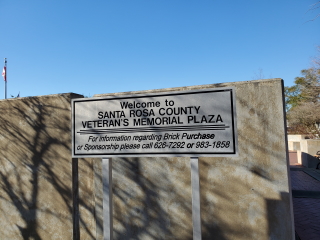 Welcome to
SANTA ROSA COUNTY
VETERAN'S MEMORIAL PLAZA
For information regarding Brick Purchase
or Sponsorship please call 626-7292 or 983-1858